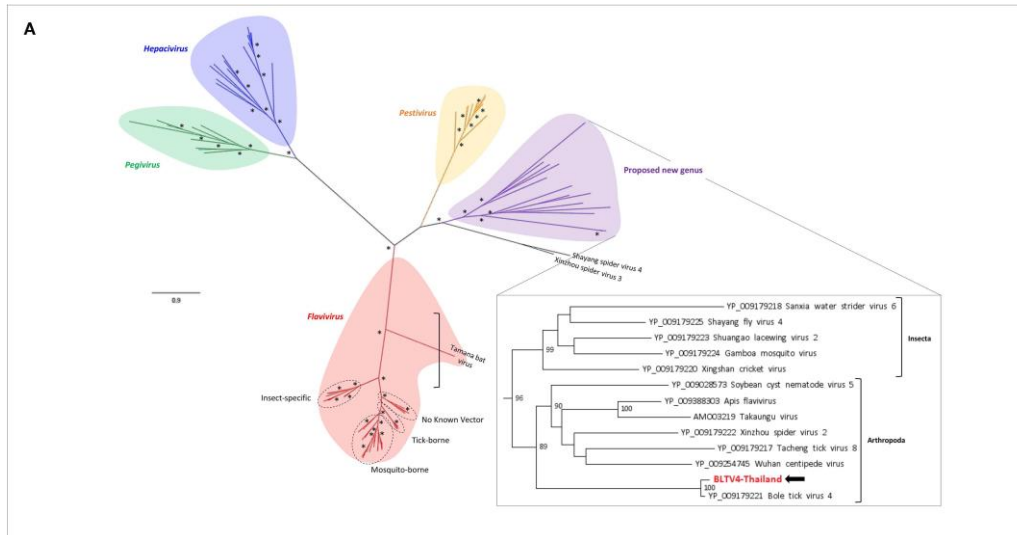 A
Hepacivirus
Pegivirus
Pestivirus
Proposed new genus
Shayang spider virus 4
Xinzhou spider virus 3
0.9
Flavivirus
Tamana bat
virus
Insect-specific
No Known Vector
Tick-borne
Mosquito-borne
YP_009179218 Sanxia water strider virus 6
YP_009179225 Shayang fly virus 4
YP_009179223 Shuangao lacewing virus 2
99
YP_009179224 Gamboa mosquito virus
YP_009179220 Xingshan cricket virus
Insecta
96
YP_009028573 Soybean cyst nematode virus 5
90
YP_009388303 Apis flavivirus
100
AMO03219 Takaungu virus
YP_009179222 Xinzhou spider virus 2
89
YP_009179217 Tacheng tick virus 8
YP_009254745 Wuhan centipede virus
Arthropoda
BLTV4-Thailand
100
YP_009179221 Bole tick virus 4